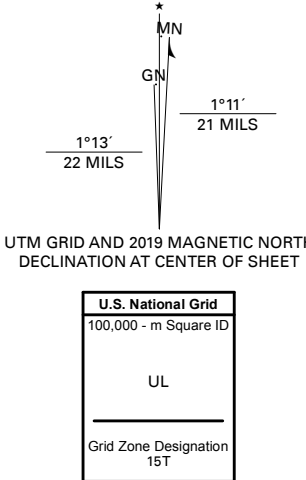 ★
MN
GN
1°11´
21 MILS
1°13´
22 MILS
UTM GRID AND 2019 MAGNETIC NORTH
DECLINATION AT CENTER OF SHEET
U.S. National Grid
100,000 - m Square ID
UL
Grid Zone Designation
15T